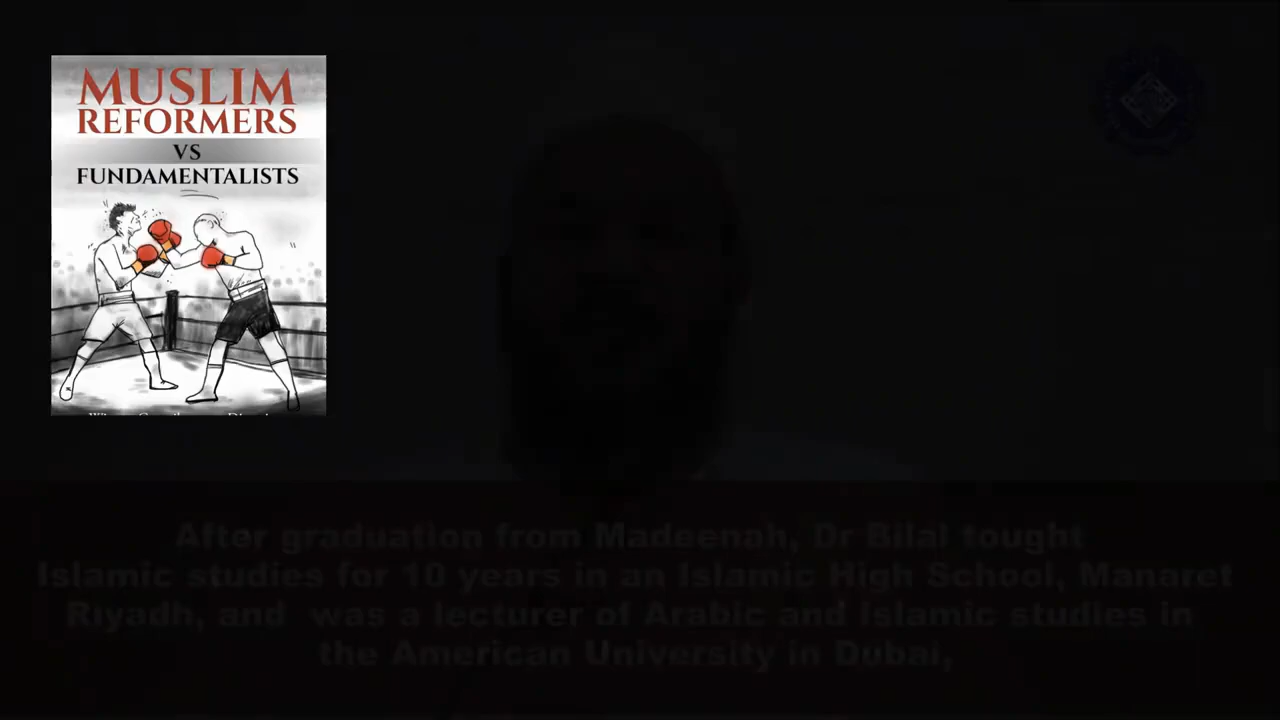 MUSLIM
REFORMERS
VS
FUNDAMENTALISTS
After graduation from Madeenah, Dr Bilal tought
Islamic studies for 10 years in an Islamic High School, Manaret
Riyadh, and was a lecturer of Arabic and Islamic studies in
the American University in Dubai,